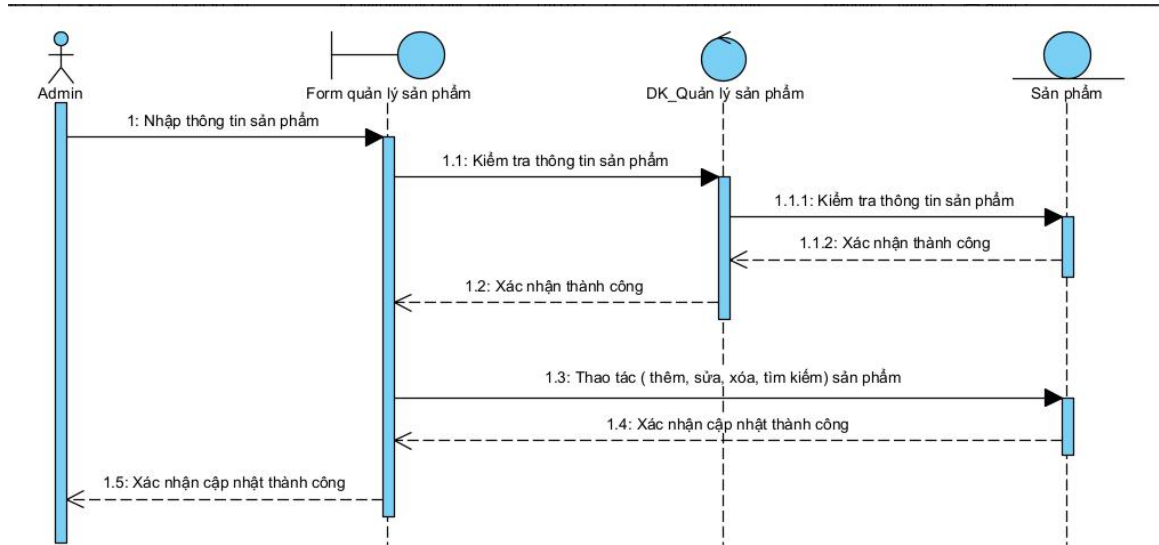 Admin
Form quản lý sản phẩm
DK_Quản lý sản phẩm
Sản phẩm
1: Nhập thông tin sản phẩm
1.1: Kiểm tra thông tin sản phẩm
1.1.1: Kiểm tra thông tin sản phẩm
1.1.2: Xác nhận thành công
1.2: Xác nhận thành công
1.3: Thao tác ( thêm, sửa, xóa, tìm kiếm) sản phẩm
1.4: Xác nhận cập nhật thành công
1.5: Xác nhận cập nhật thành công